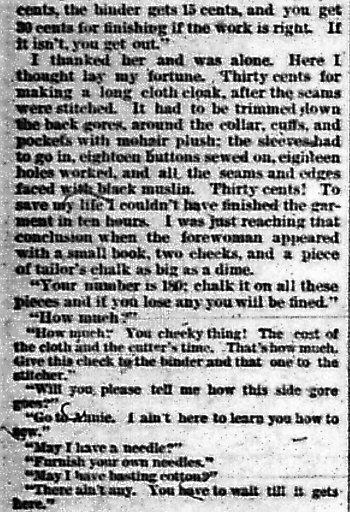 cents, the binder gets 15 cents, and you get
30 cents for finishing if the work is right. If
it isn't, you get out."
I thanked her and was alone. Here I
thought lay my fortune. Thirty cents for
making a long cloth cloak, after the seams
were stitched. It had to be trimmed down
the back gores, around the collar, cuffs, and
pockets with mohair plush; the sleeves had
to go in, eighteen buttons sewed on, eighteen
holes worked, and all the seams and edges
faced with black muslin. Thirty cents! To
save my life I couldn't have finished the gar-
ment in ten hours. I was just reaching that
conclusion when the forewoman appeared
with a small book, two checks, and a piece
of tailor's chalk as big as a dime.
"Your number is 180; chalk it on all these
pieces and if you lose any you will be fined."
"How much?"
"How much? You cheeky thing! The cost of
the cloth and the cutter's time. That's how much.
Give this check to the binder and that one to the
stitcher."
"Will you please tell me how this side gore
goes?"
"Go to Annie. I ain't here to learn you how to
sew."
"May I have a needle?"
"Furnish your own needles."
"May I have basting cotton?"
"There ain't any. You have to wait till it gets
here."